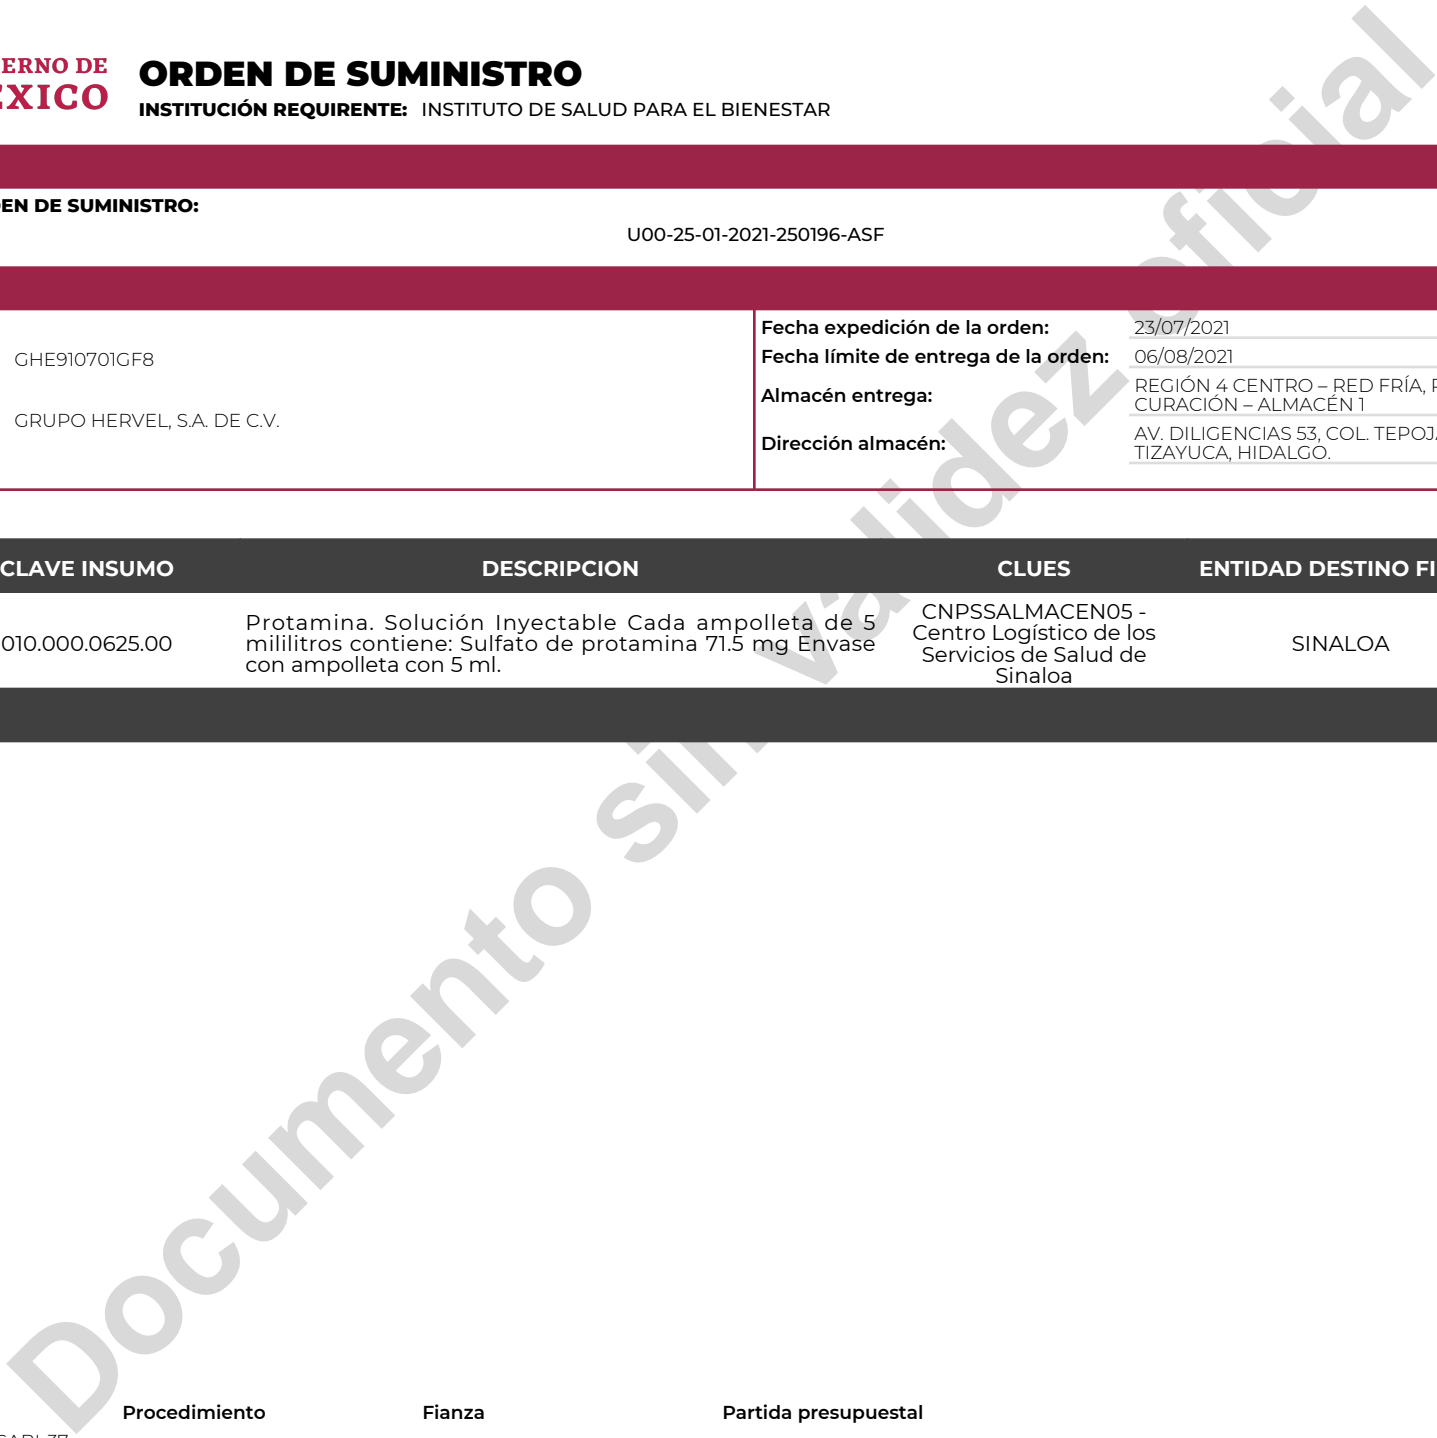 ERNO DE
ORDEN DE SUMINISTRO
INSTITUCIÓN REQUIRENTE: INSTITUTO DE SALUD PARA EL BIENESTAR
EN DE SUMINISTRO:
U00-25-01-2021-250196-ASF
GHE910701GF8
GRUPO HERVEL, S.A. DE C.V.
Fecha expedición de la orden: 23/07/2021
Fecha límite de entrega de la orden: 06/08/2021
Almacén entrega: REGIÓN 4 CENTRO – RED FRÍA,
CURACIÓN – ALMACÉN 1
Dirección almacén: AV. DILIGENCIAS 53, COL. TEPOJ
TIZAYUCA, HIDALGO.
CLAVE INSUMO DESCRIPCION CLUES ENTIDAD DESTINO FI
010.000.0625.00
Protamina. Solución Inyectable Cada ampolleta de 5
mililitros contiene: Sulfato de protamina 71.5 mg Envase
con ampolleta con 5 ml.
CNPSSALMACEN05 -
Centro Logístico de los
Servicios de Salud de
Sinaloa
SINALOA
Documento sin validez oficial
Procedimiento Fianza Partida presupuestal